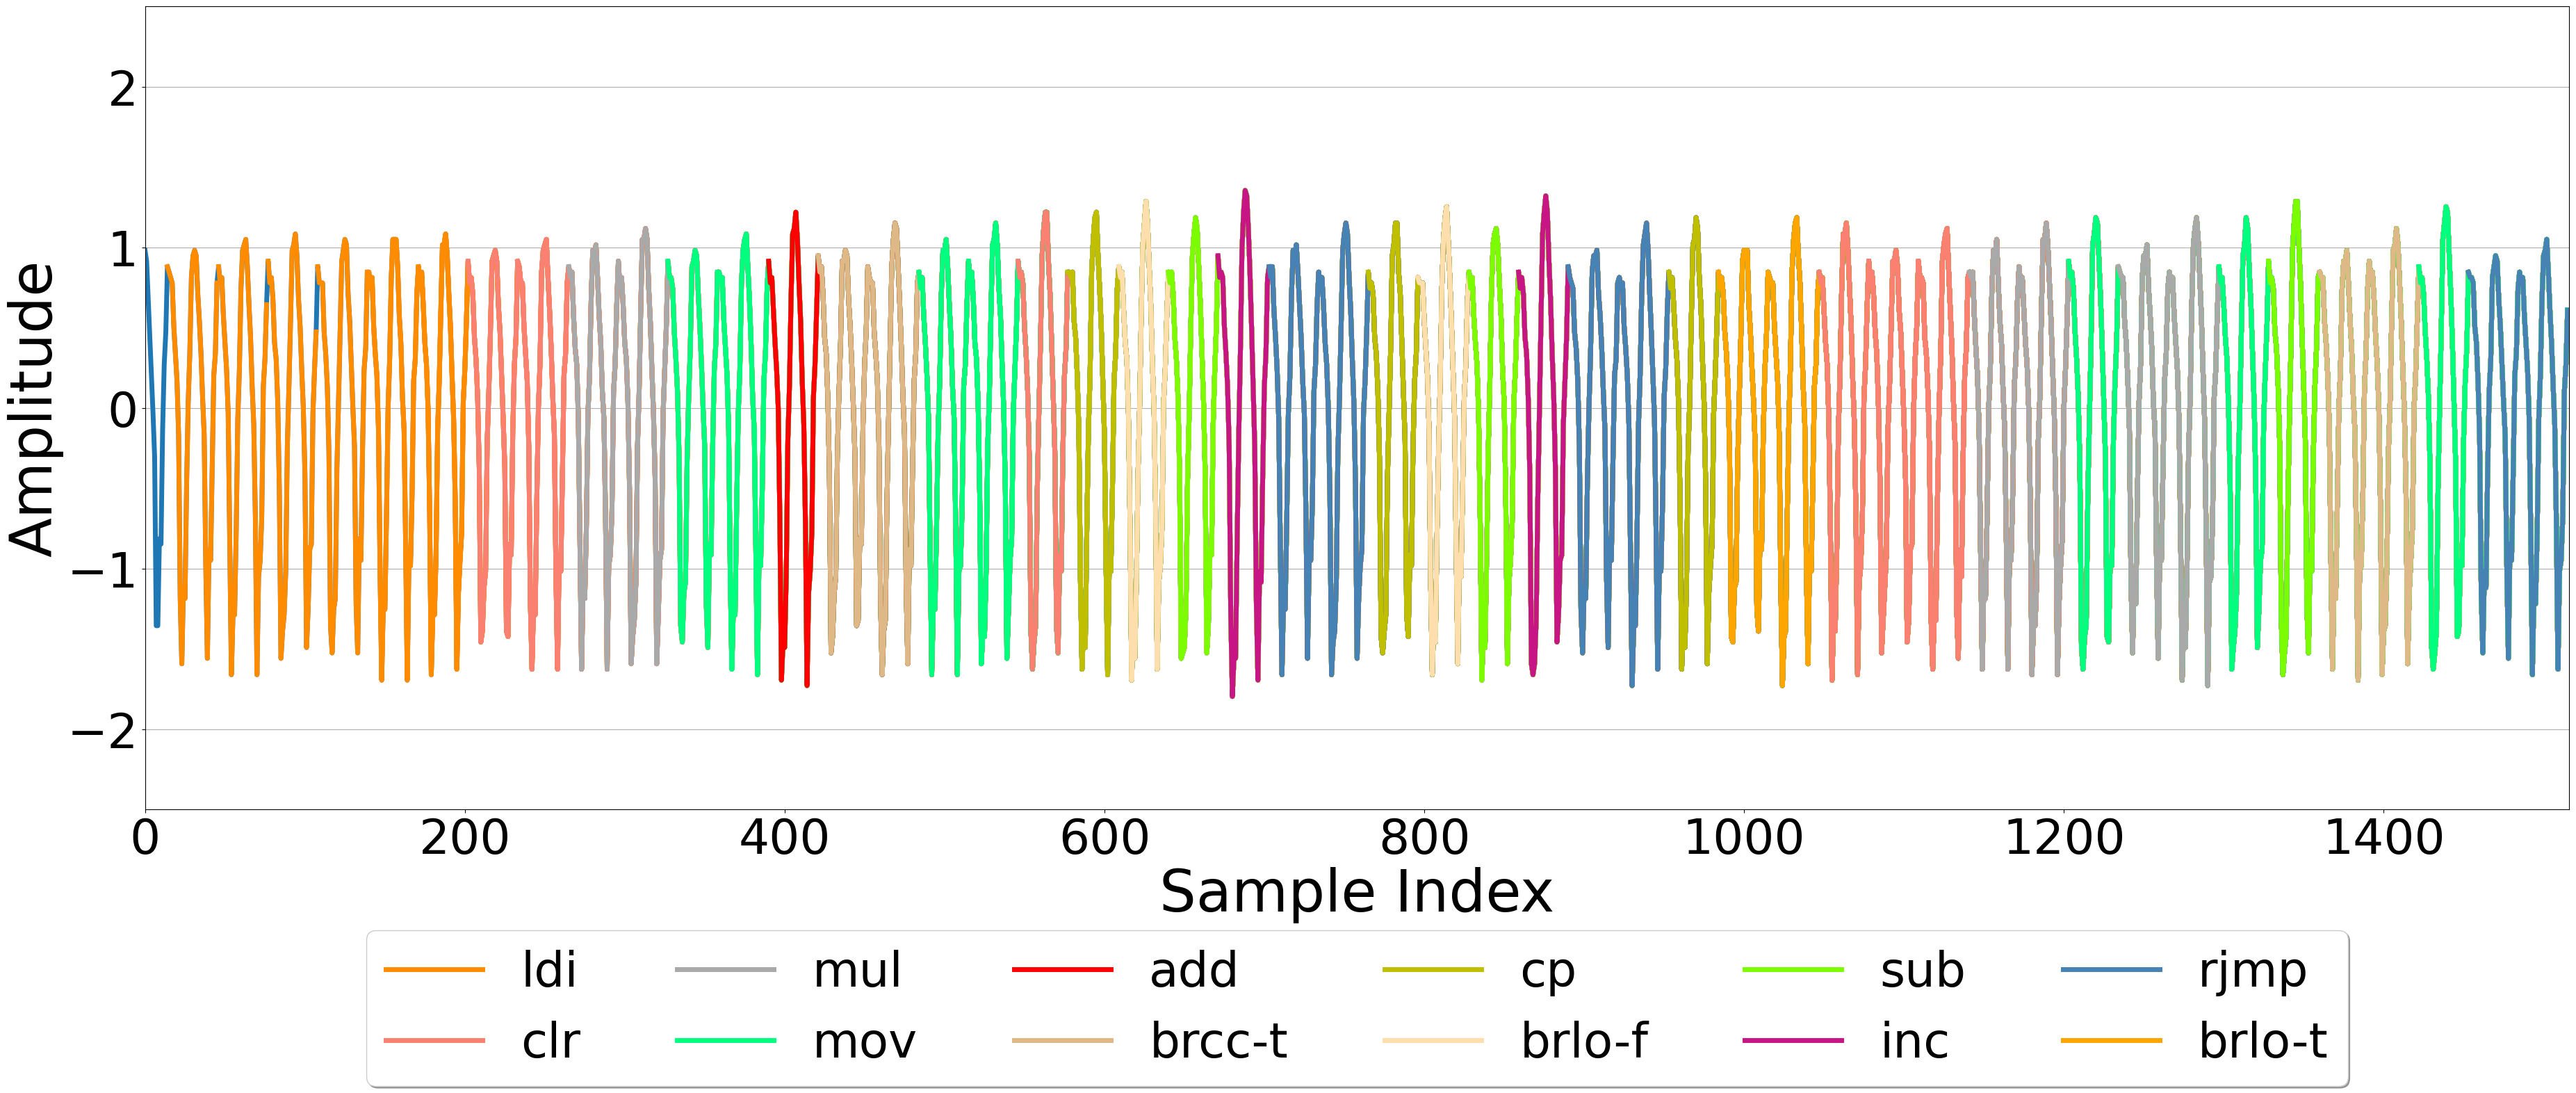 2
1
0
−1
−2
Amplitude
0 200 400 600 800 1000 1200 1400
Sample Index
ldi mul add cp sub rjmp
clr mov brcc-t brlo-f inc brlo-t